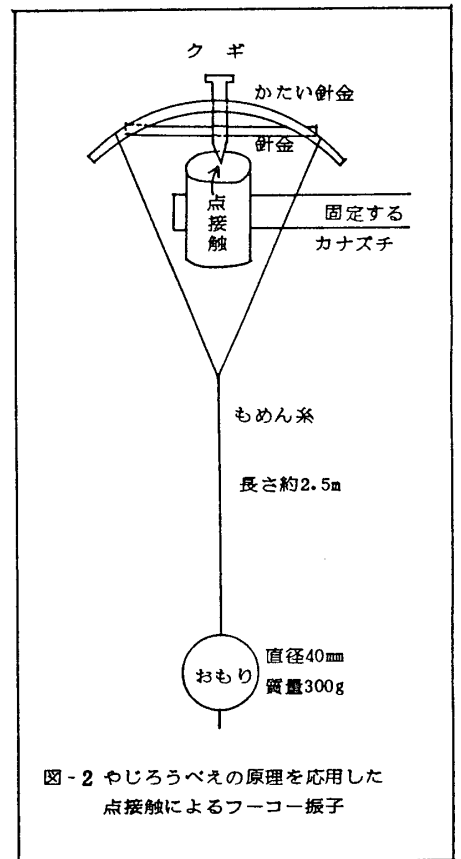 クギ
かたい針金
針金
点接触
固定する
カナズチ
もめん糸
長さ約2.5m
おもり
直径40mm
質量300g
図-2 やじろうべえの原理を応用した
点接触によるフーコー振子